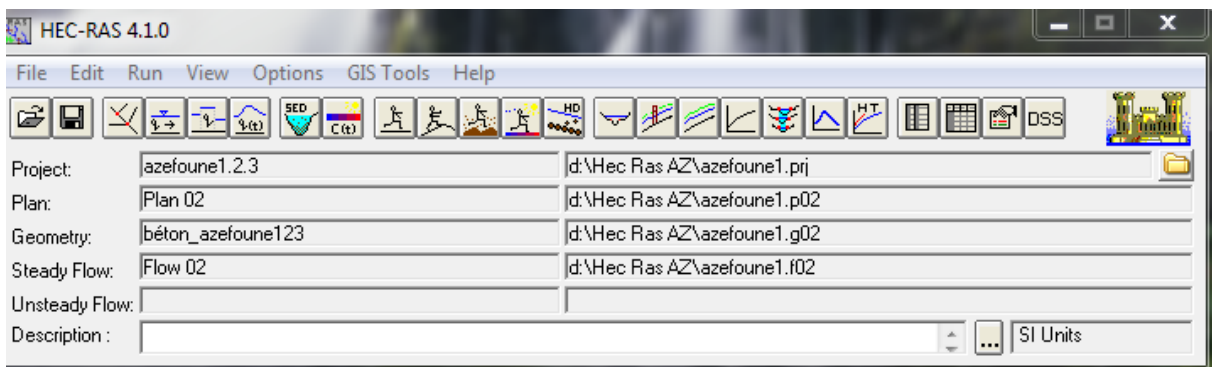 HEC-RAS 4.1.0
File Edit Run View Options GIS Tools Help
SED C(t) Q(t) HD H,T, DSS
Project: azefoune1.2.3 d:\Hec Ras AZ\azefoune1.prj
Plan: Plan 02 d:\Hec Ras AZ\azefoune1.p02
Geometry: béton_azefoune123 d:\Hec Ras AZ\azefoune1.g02
Steady Flow: Flow 02 d:\Hec Ras AZ\azefoune1.f02
Unsteady Flow:
Description : ... SI Units